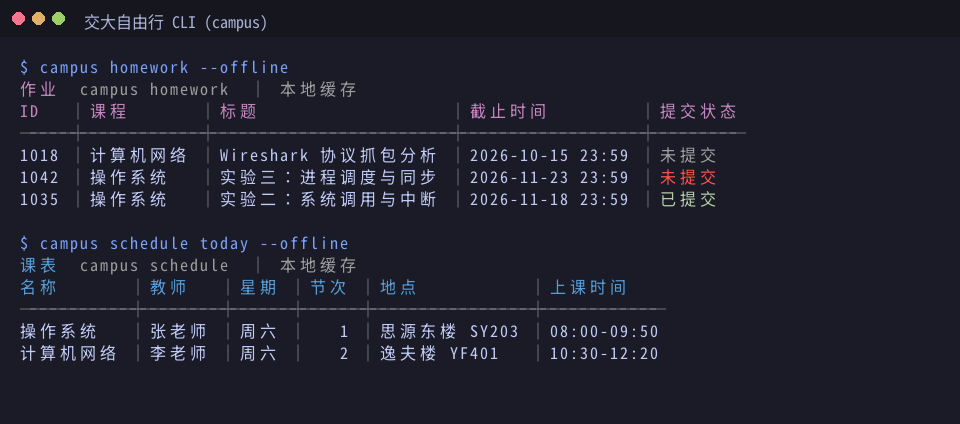 交大自由行 CLI (campus)
$ campus homework --offline
作业 campus homework │ 本地缓存
ID │ 课程 │ 标题 │ 截止时间 │ 提交状态
1018 │ 计算机网络 │ Wireshark 协议抓包分析 │ 2026-10-15 23:59 │ 未提交
1042 │ 操作系统 │ 实验三：进程调度与同步 │ 2026-11-23 23:59 │ 未提交
1035 │ 操作系统 │ 实验二：系统调用与中断 │ 2026-11-18 23:59 │ 已提交
$ campus schedule today --offline
课表 campus schedule │ 本地缓存
名称 │ 教师 │ 星期 │ 节次 │ 地点 │ 上课时间
操作系统 │ 张老师 │ 周六 │ 1 │ 思源东楼 SY203 │ 08:00-09:50
计算机网络 │ 李老师 │ 周六 │ 2 │ 逸夫楼 YF401 │ 10:30-12:20